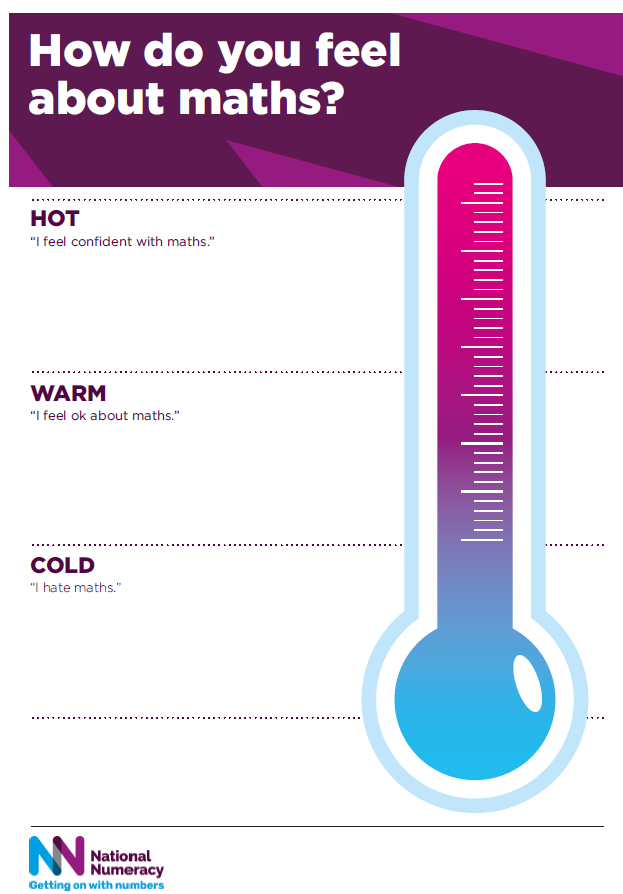 How do you feel
about maths?
HOT
“I feel confident with maths.”
WARM
“I feel ok about maths.”
COLD
“I hate maths.”
NN National
Numeracy
Getting on with numbers